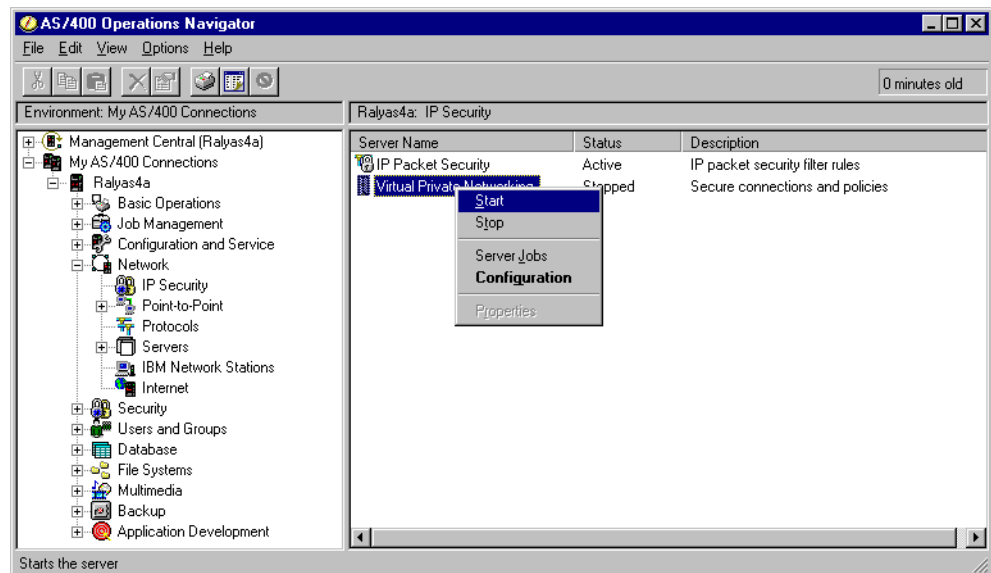 AS/400 Operations Navigator
File Edit View Options Help
0 minutes old
Environment: My AS/400 Connections
Ralyas4a: IP Security
Management Central (Ralyas4a)
My AS/400 Connections
Ralyas4a
Basic Operations
Job Management
Configuration and Service
Network
IP Security
Point-to-Point
Protocols
Servers
IBM Network Stations
Internet
Security
Users and Groups
Database
File Systems
Multimedia
Backup
Application Development
Server Name Status Description
IP Packet Security Active IP packet security filter rules
Virtual Private Networking Stopped Secure connections and policies
Start
Stop
Server Jobs
Configuration
Properties
Starts the server